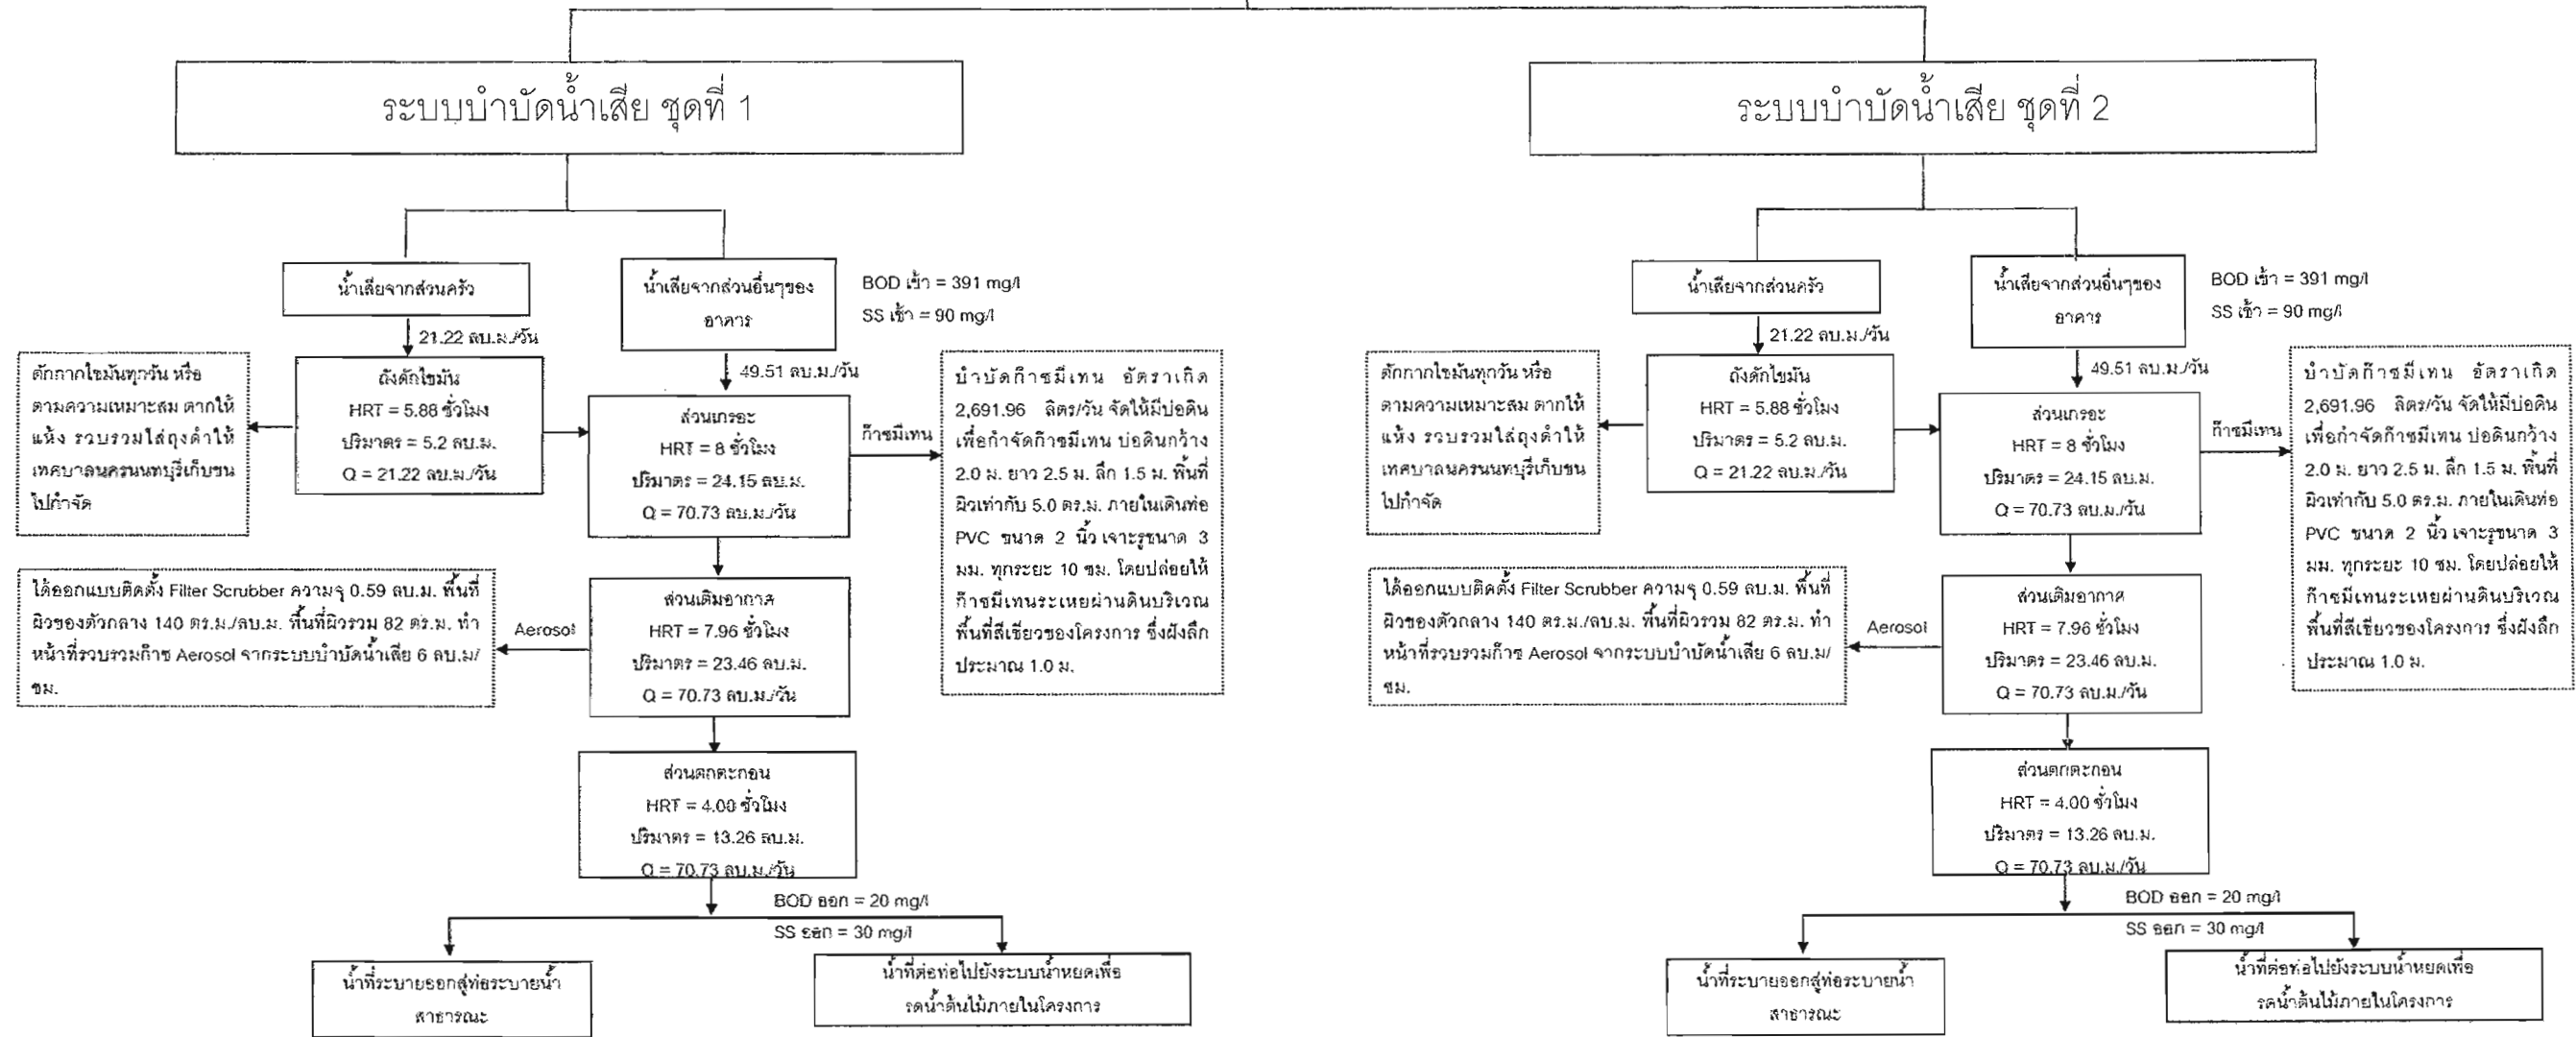 ระบบบำบัดน้ำเสีย ชุดที่ 1
น้ำเสียจากส่วนครัว
น้ำเสียจากส่วนอื่นๆของ
อาคาร
BOD เข้า = 391 mg/l
SS เข้า = 90 mg/l
21.22 ลบ.ม./วัน
49.51 ลบ.ม./วัน
ดักกากไขมันทุกวัน หรือ
ตามความเหมาะสม ตากให้
แห้ง รวบรวมใส่ถุงดำให้
เทศบาลนครนนทบุรีเก็บขน
ไปกำจัด
ถังดักไขมัน
HRT = 5.88 ชั่วโมง
ปริมาตร = 5.2 ลบ.ม.
Q = 21.22 ลบ.ม./วัน
ส่วนเกรอะ
HRT = 8 ชั่วโมง
ปริมาตร = 24.15 ลบ.ม.
Q = 70.73 ลบ.ม./วัน
ก๊าซมีเทน
บำบัดก๊าซมีเทน อัตราเกิด
2,691.96 ลิตร/วัน จัดให้มีบ่อดิน
เพื่อกำจัดก๊าซมีเทน บ่อดินกว้าง
2.0 ม. ยาว 2.5 ม. ลึก 1.5 ม. พื้นที่
ผิวเท่ากับ 5.0 ตร.ม. ภายในเดินท่อ
PVC ขนาด 2 นิ้ว เจาะรูขนาด 3
มม. ทุกระยะ 10 ซม. โดยปล่อยให้
ก๊าซมีเทนระเหยผ่านดินบริเวณ
พื้นที่สีเขียวของโครงการ ซึ่งฝังลึก
ประมาณ 1.0 ม.
ได้ออกแบบติดตั้ง Filter Scrubber ความจุ 0.59 ลบ.ม. พื้นที่
ผิวของตัวกลาง 140 ตร.ม./ลบ.ม. พื้นที่ผิวรวม 82 ตร.ม. ทำ
หน้าที่รวบรวมก๊าซ Aerosol จากระบบบำบัดน้ำเสีย 6 ลบ.ม/
ชม.
Aerosol
ส่วนเติมอากาศ
HRT = 7.96 ชั่วโมง
ปริมาตร = 23.46 ลบ.ม.
Q = 70.73 ลบ.ม./วัน
ส่วนตกตะกอน
HRT = 4.00 ชั่วโมง
ปริมาตร = 13.26 ลบ.ม.
Q = 70.73 ลบ.ม./วัน
BOD ออก = 20 mg/l
SS ออก = 30 mg/l
น้ำที่ระบายออกสู่ท่อระบายน้ำ
สาธารณะ
น้ำที่ต่อท่อไปยังระบบน้ำหยดเพื่อ
รดน้ำต้นไม้ภายในโครงการ
ระบบบำบัดน้ำเสีย ชุดที่ 2
น้ำเสียจากส่วนครัว
น้ำเสียจากส่วนอื่นๆของ
อาคาร
BOD เข้า = 391 mg/l
SS เข้า = 90 mg/l
21.22 ลบ.ม./วัน
49.51 ลบ.ม./วัน
ดักกากไขมันทุกวัน หรือ
ตามความเหมาะสม ตากให้
แห้ง รวบรวมใส่ถุงดำให้
เทศบาลนครนนทบุรีเก็บขน
ไปกำจัด
ถังดักไขมัน
HRT = 5.88 ชั่วโมง
ปริมาตร = 5.2 ลบ.ม.
Q = 21.22 ลบ.ม./วัน
ส่วนเกรอะ
HRT = 8 ชั่วโมง
ปริมาตร = 24.15 ลบ.ม.
Q = 70.73 ลบ.ม./วัน
ก๊าซมีเทน
บำบัดก๊าซมีเทน อัตราเกิด
2,691.96 ลิตร/วัน จัดให้มีบ่อดิน
เพื่อกำจัดก๊าซมีเทน บ่อดินกว้าง
2.0 ม. ยาว 2.5 ม. ลึก 1.5 ม. พื้นที่
ผิวเท่ากับ 5.0 ตร.ม. ภายในเดินท่อ
PVC ขนาด 2 นิ้ว เจาะรูขนาด 3
มม. ทุกระยะ 10 ซม. โดยปล่อยให้
ก๊าซมีเทนระเหยผ่านดินบริเวณ
พื้นที่สีเขียวของโครงการ ซึ่งฝังลึก
ประมาณ 1.0 ม.
ได้ออกแบบติดตั้ง Filter Scrubber ความจุ 0.59 ลบ.ม. พื้นที่
ผิวของตัวกลาง 140 ตร.ม./ลบ.ม. พื้นที่ผิวรวม 82 ตร.ม. ทำ
หน้าที่รวบรวมก๊าซ Aerosol จากระบบบำบัดน้ำเสีย 6 ลบ.ม/
ชม.
Aerosol
ส่วนเติมอากาศ
HRT = 7.96 ชั่วโมง
ปริมาตร = 23.46 ลบ.ม.
Q = 70.73 ลบ.ม./วัน
ส่วนตกตะกอน
HRT = 4.00 ชั่วโมง
ปริมาตร = 13.26 ลบ.ม.
Q = 70.73 ลบ.ม./วัน
BOD ออก = 20 mg/l
SS ออก = 30 mg/l
น้ำที่ระบายออกสู่ท่อระบายน้ำ
สาธารณะ
น้ำที่ต่อท่อไปยังระบบน้ำหยดเพื่อ
รดน้ำต้นไม้ภายในโครงการ